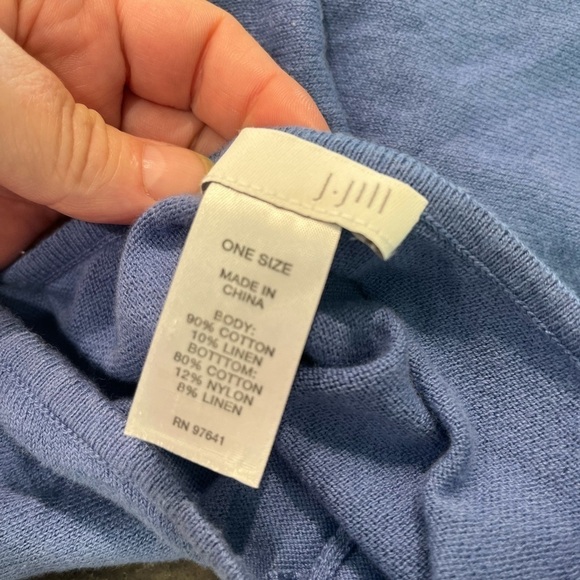 J.Jill
ONE SIZE
MADE IN
CHINA
BODY:
90% COTTON
10% LINEN
BOTTTOM:
80% COTTON
12% NYLON
8% LINEN
RN 97641